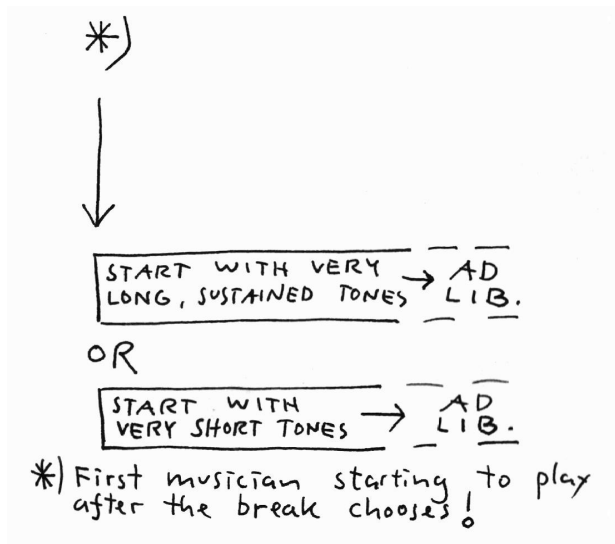 *)
START WITH VERY → AD
LONG, SUSTAINED TONES LIB.
OR
START WITH → AD
VERY SHORT TONES LIB.
*) First musician starting to play
after the break chooses!